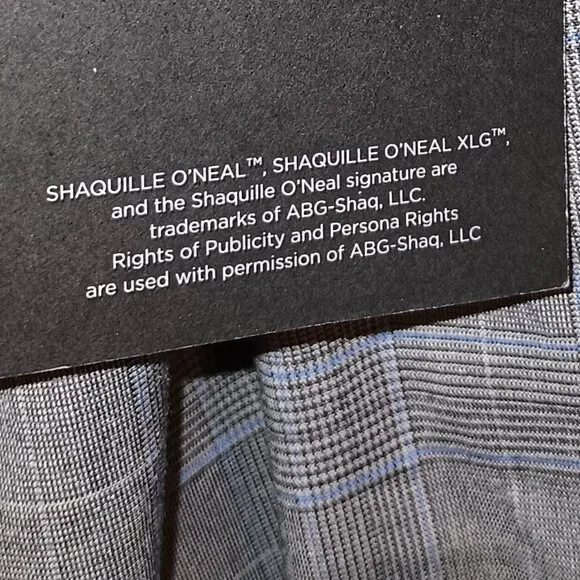 SHAQUILLE O'NEAL™, SHAQUILLE O'NEAL XLG™,
and the Shaquille O'Neal signature are
trademarks of ABG-Shaq, LLC.
Rights of Publicity and Persona Rights
are used with permission of ABG-Shaq, LLC